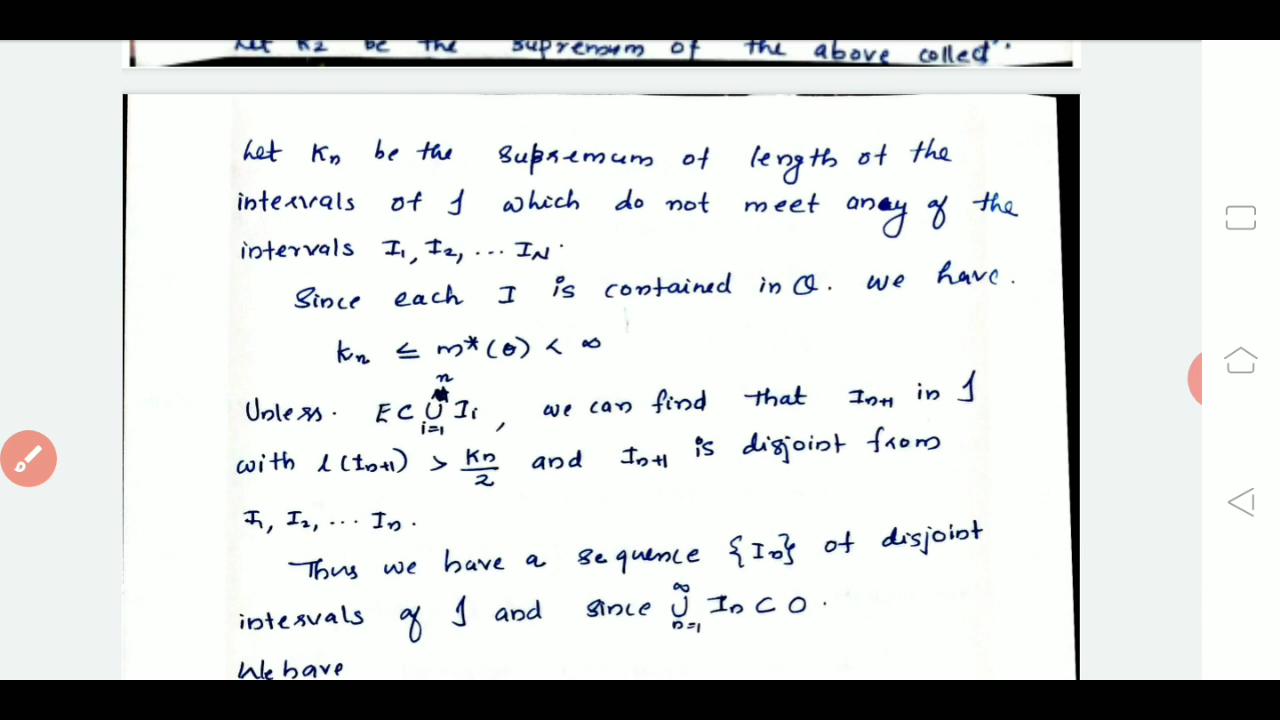 Let K2 be the supremum of the above collecn.
Let Kn be the supremum of length of the
intervals of I which do not meet any of the
intervals I1, I2, ... IN.
Since each I is contained in O. we have.
kn ≤ m*(O) < ∞
Unless. E ⊂ ⋃ⁿᵢ₌₁ Ii, we can find that In+1 in I
with l(In+1) > Kn/2 and In+1 is disjoint from
I1, I2, ... In.
Thus we have a sequence {In} of disjoint
intervals of I and since ⋃^∞ₙ₌₁ In ⊂ O.
We have